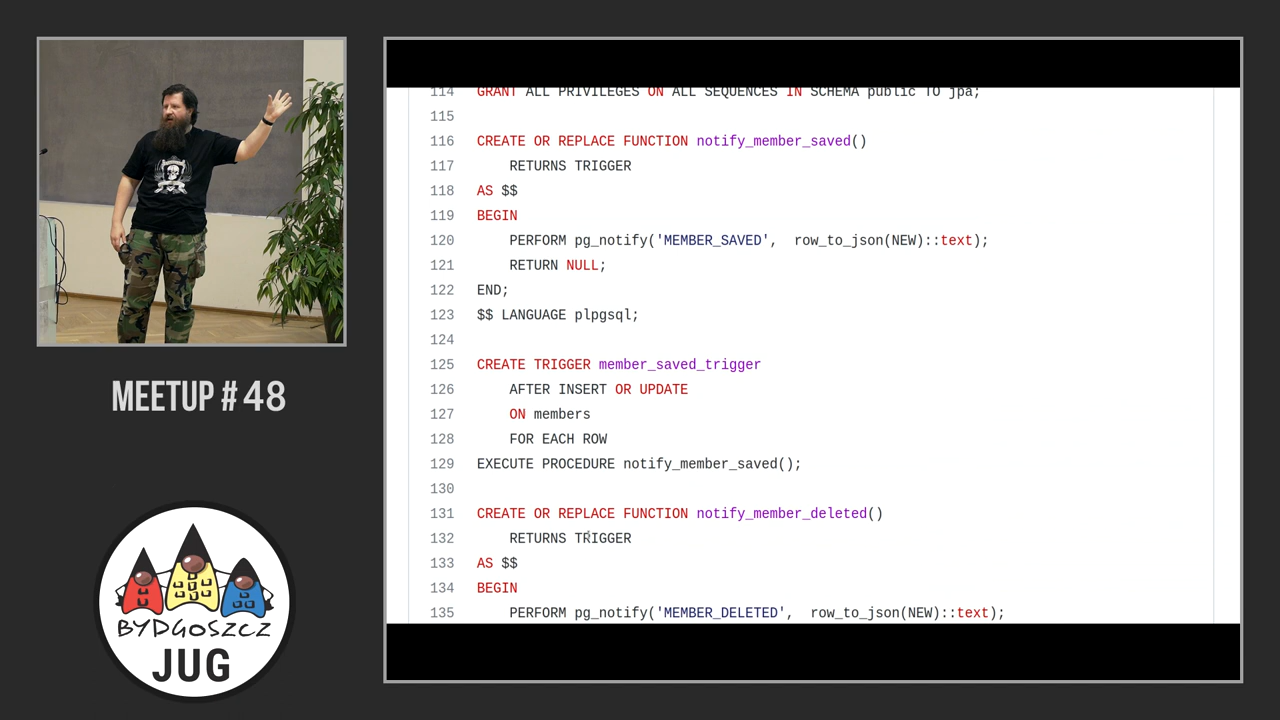 MEETUP # 48
BYDGOSZCZ
JUG
114 GRANT ALL PRIVILEGES ON ALL SEQUENCES IN SCHEMA public TO jpa;
115
116 CREATE OR REPLACE FUNCTION notify_member_saved()
117 RETURNS TRIGGER
118 AS $$
119 BEGIN
120 PERFORM pg_notify('MEMBER_SAVED',  row_to_json(NEW)::text);
121 RETURN NULL;
122 END;
123 $$ LANGUAGE plpgsql;
124
125 CREATE TRIGGER member_saved_trigger
126 AFTER INSERT OR UPDATE
127 ON members
128 FOR EACH ROW
129 EXECUTE PROCEDURE notify_member_saved();
130
131 CREATE OR REPLACE FUNCTION notify_member_deleted()
132 RETURNS TRIGGER
133 AS $$
134 BEGIN
135 PERFORM pg_notify('MEMBER_DELETED',  row_to_json(NEW)::text);